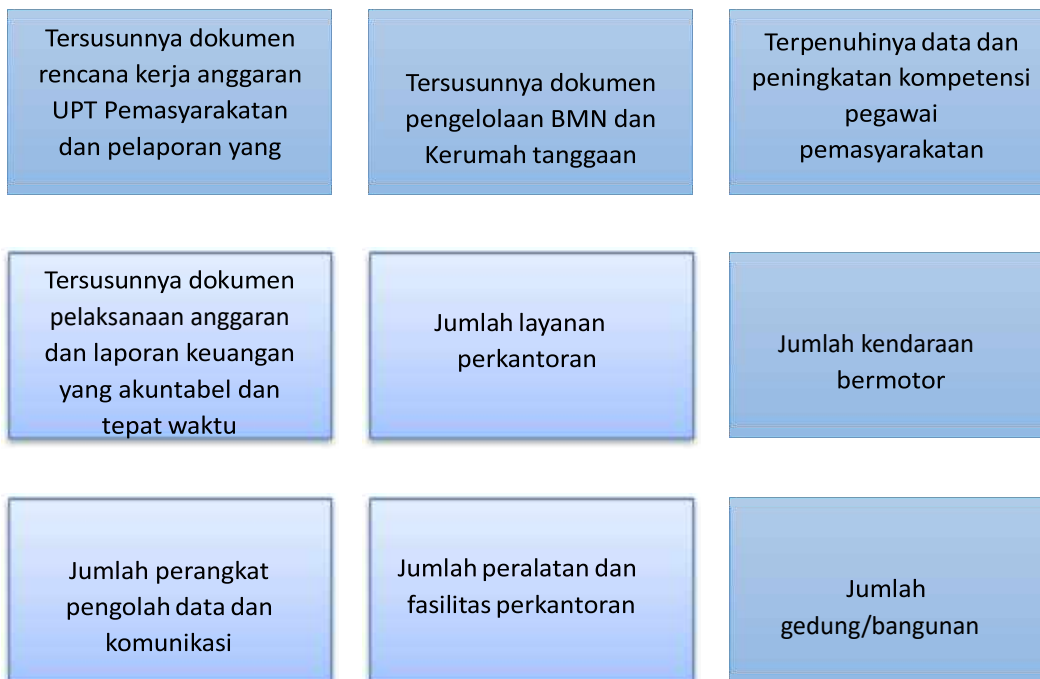 Tersusunnya dokumen
rencana kerja anggaran
UPT Pemasyarakatan
dan pelaporan yang
Tersusunnya dokumen
pengelolaan BMN dan
Kerumah tanggaan
Terpenuhinya data dan
peningkatan kompetensi
pegawai
pemasyarakatan
Tersusunnya dokumen
pelaksanaan anggaran
dan laporan keuangan
yang akuntabel dan
tepat waktu
Jumlah layanan
perkantoran
Jumlah kendaraan
bermotor
Jumlah perangkat
pengolah data dan
komunikasi
Jumlah peralatan dan
fasilitas perkantoran
Jumlah
gedung/bangunan